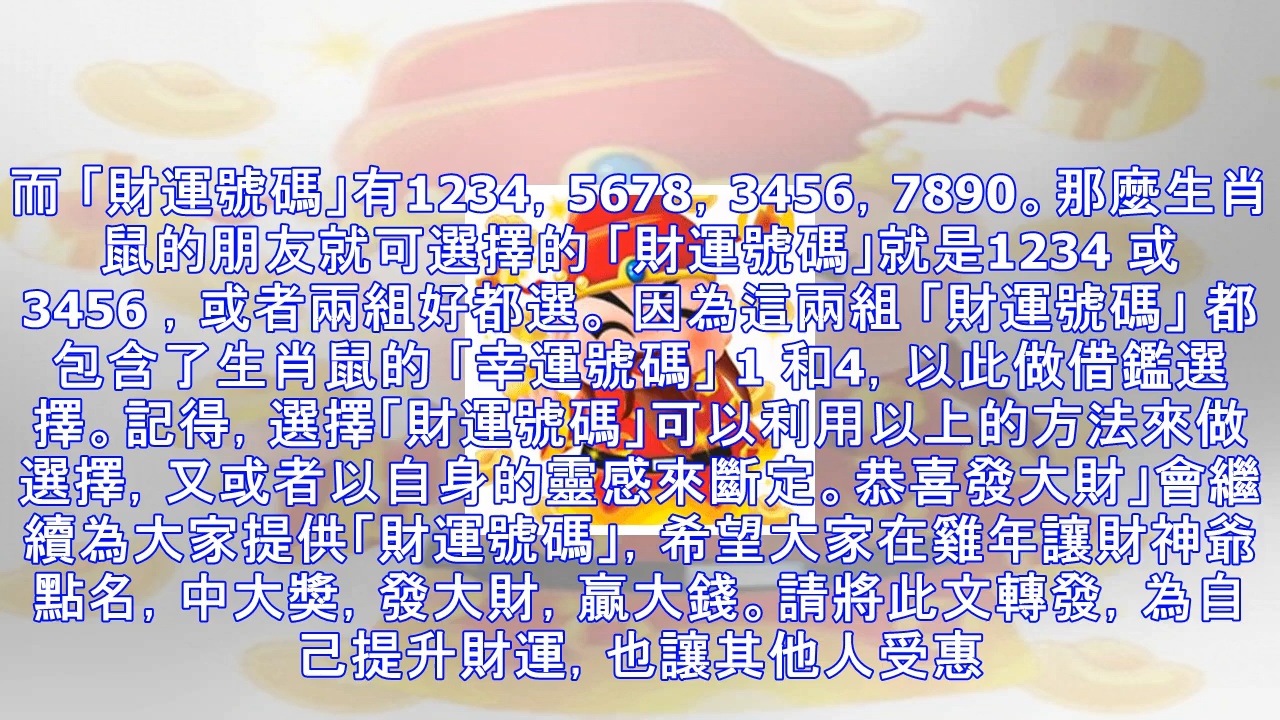 而「財運號碼」有1234, 5678, 3456, 7890。那麼生肖
鼠的朋友就可選擇的「財運號碼」就是1234 或
3456 , 或者兩組好都選。因為這兩組「財運號碼」都
包含了生肖鼠的「幸運號碼」1 和4, 以此做借鑑選
擇。記得, 選擇「財運號碼」可以利用以上的方法來做
選擇, 又或者以自身的靈感來斷定。恭喜發大財」會繼
續為大家提供「財運號碼」, 希望大家在雞年讓財神爺
點名, 中大獎, 發大財, 贏大錢。請將此文轉發, 為自
己提升財運, 也讓其他人受惠